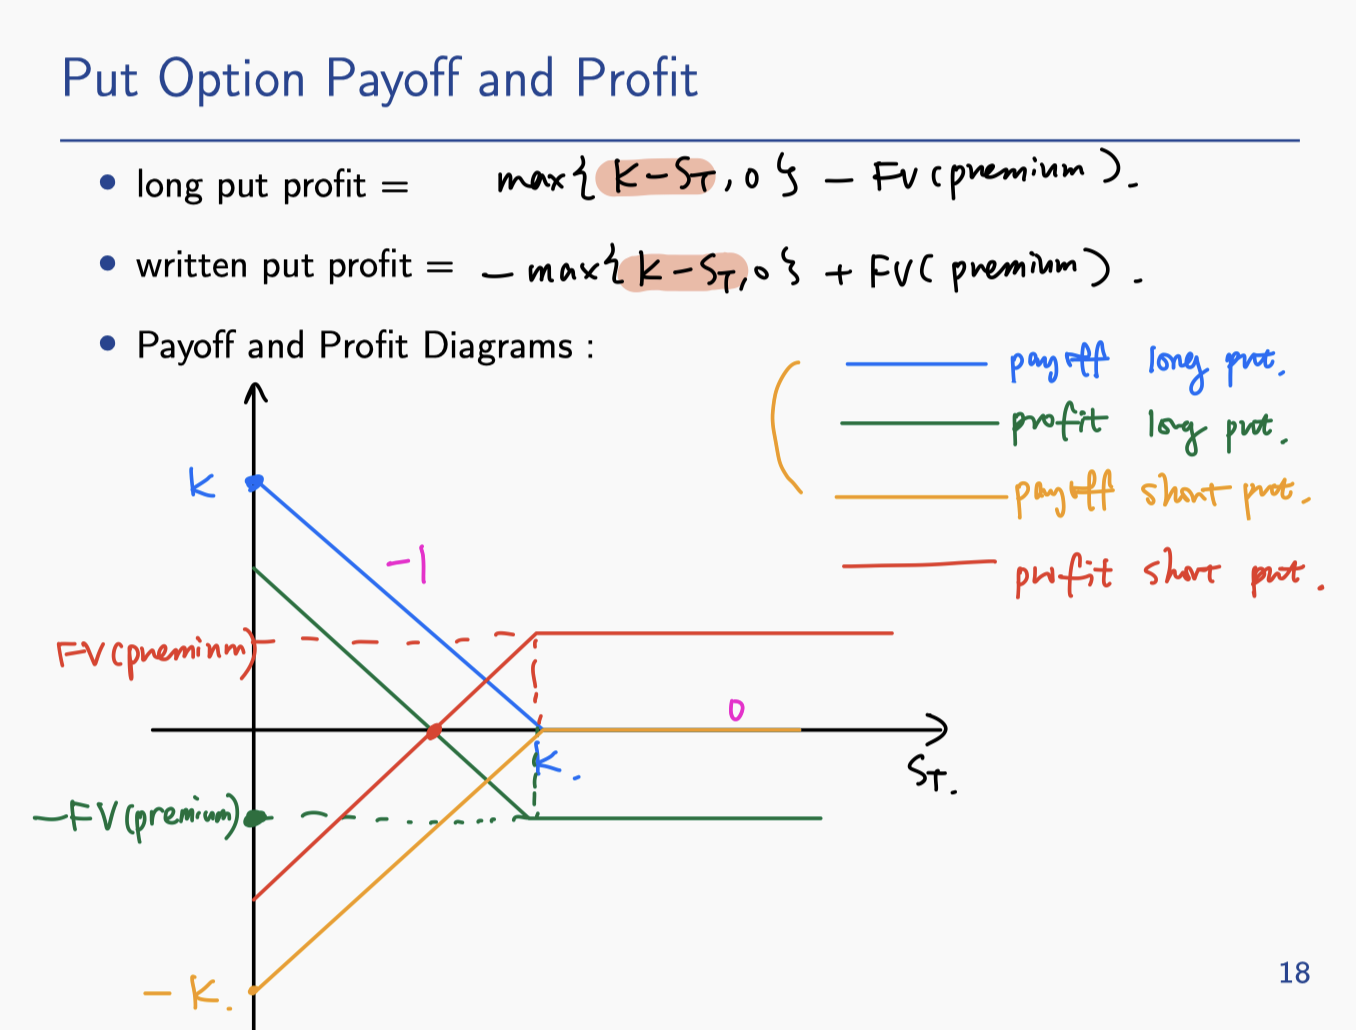 Put Option Payoff and Profit
• long put profit = max{K-S_T, 0} - FV(premium).
• written put profit = -max{K-S_T, 0} + FV(premium).
• Payoff and Profit Diagrams :
payoff long put.
profit long put.
K
payoff short put.
-1
profit short put.
FV(premium)
0
K.
S_T.
-FV(premium)
-K.
18